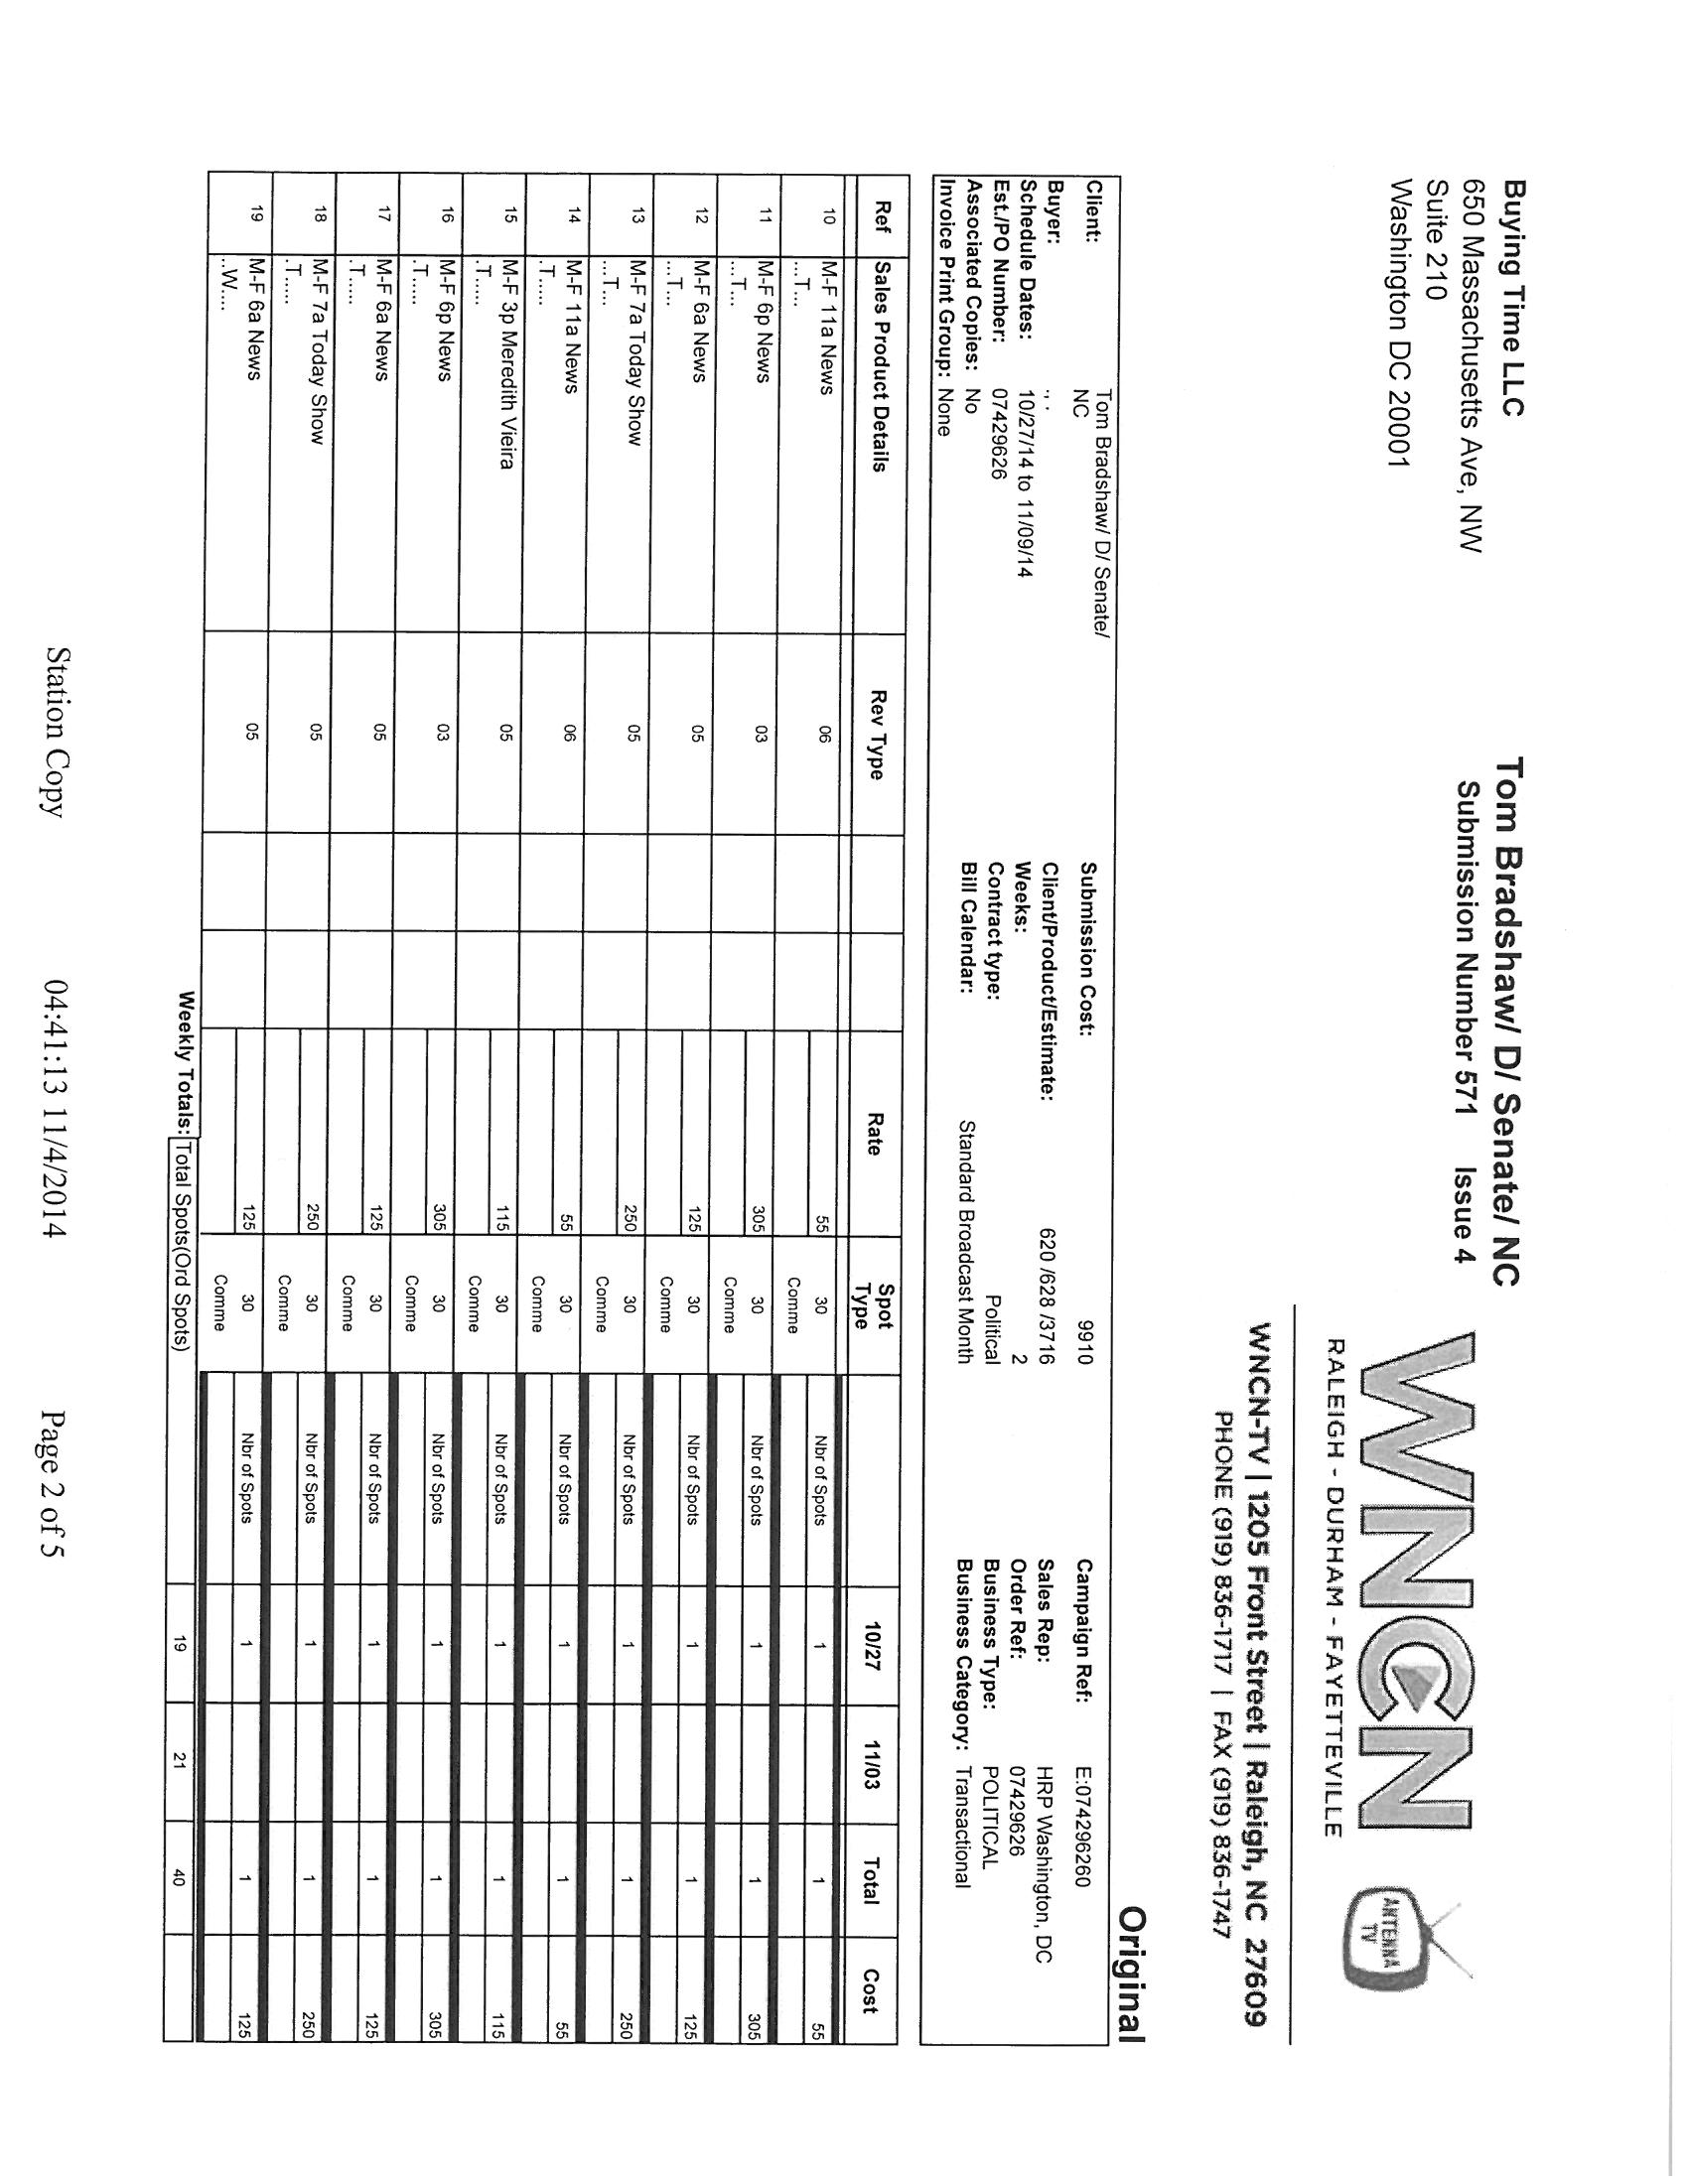 Buying Time LLC
650 Massachusetts Ave, NW
Suite 210
Washington DC 20001
Tom Bradshaw/ D/ Senate/ NC
Submission Number 571 Issue 4
WNCN
RALEIGH - DURHAM - FAYETTEVILLE
ANTENNA
TV
WNCN-TV | 1205 Front Street | Raleigh, NC 27609
PHONE (919) 836-1717 | FAX (919) 836-1747
Original
Client: Tom Bradshaw/ D/ Senate/ Submission Cost: 9910 Campaign Ref: E:074296260
NC
Buyer: ., . Client/Product/Estimate: 620 /628 /3716 Sales Rep: HRP Washington, DC
Schedule Dates: 10/27/14 to 11/09/14 Weeks: 2 Order Ref: 07429626
Est./PO Number: 07429626 Contract type: Political Business Type: POLITICAL
Associated Copies: No Bill Calendar: Standard Broadcast Month Business Category: Transactional
Invoice Print Group: None
Ref Sales Product Details Rev Type Rate Spot Type 10/27 11/03 Total Cost
10 M-F 11a News 06 55 30 Nbr of Spots 1 1 55
...T... Comme
11 M-F 6p News 03 305 30 Nbr of Spots 1 1 305
...T... Comme
12 M-F 6a News 05 125 30 Nbr of Spots 1 1 125
...T... Comme
13 M-F 7a Today Show 05 250 30 Nbr of Spots 1 1 250
...T... Comme
14 M-F 11a News 06 55 30 Nbr of Spots 1 1 55
.T..... Comme
15 M-F 3p Meredith Vieira 05 115 30 Nbr of Spots 1 1 115
.T..... Comme
16 M-F 6p News 03 305 30 Nbr of Spots 1 1 305
.T..... Comme
17 M-F 6a News 05 125 30 Nbr of Spots 1 1 125
.T..... Comme
18 M-F 7a Today Show 05 250 30 Nbr of Spots 1 1 250
.T..... Comme
19 M-F 6a News 05 125 30 Nbr of Spots 1 1 125
..W.... Comme
Weekly Totals: Total Spots(Ord Spots) 19 21 40
Station Copy 04:41:13 11/4/2014 Page 2 of 5